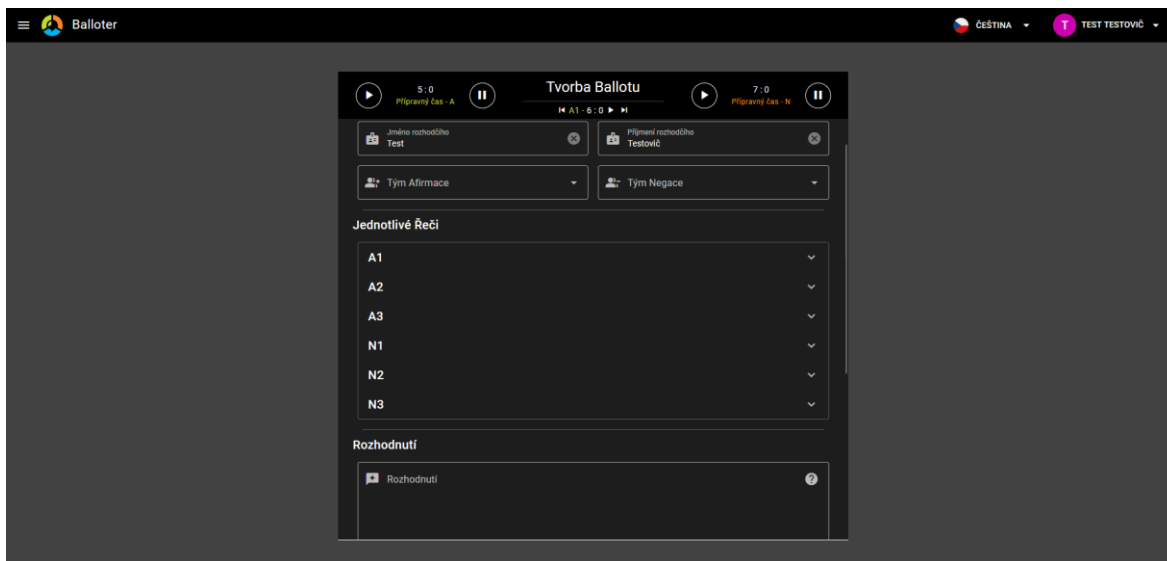 Balloter
ČEŠTINA
T
TEST TESTOVIČ
5 : 0
Přípravný čas - A
Tvorba Ballotu
A1 - 6 : 0
7 : 0
Přípravný čas - N
Jméno rozhodčího
Test
Příjmení rozhodčího
Testovič
Tým Afirmace
Tým Negace
Jednotlivé Řeči
A1
A2
A3
N1
N2
N3
Rozhodnutí
Rozhodnutí